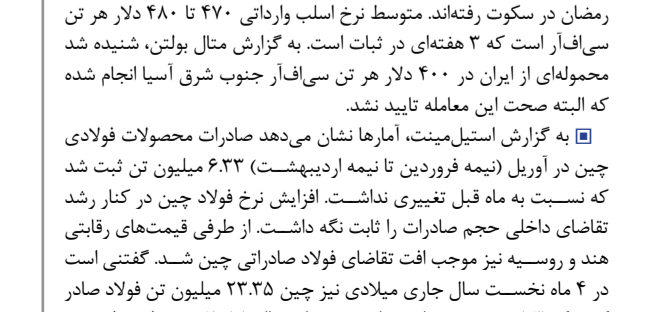 رمضان در سکوت رفته‌اند. متوسط نرخ اسلب وارداتی ۴۷۰ تا ۴۸۰ دلار هر تن
سی‌اف‌آر است که ۳ هفته‌ای در ثبات است. به گزارش متال بولتن، شنیده شد
محموله‌ای از ایران در ۴۰۰ دلار هر تن سی‌اف‌آر جنوب شرق آسیا انجام شده
که البته صحت این معامله تایید نشد.
به گزارش استیل‌مینت، آمارها نشان می‌دهد صادرات محصولات فولادی
چین در آوریل (نیمه فروردین تا نیمه اردیبهشت) ۶.۳۳ میلیون تن ثبت شد
که نسبت به ماه قبل تغییری نداشت. افزایش نرخ فولاد چین در کنار رشد
تقاضای داخلی حجم صادرات را ثابت نگه داشت. از طرفی قیمت‌های رقابتی
هند و روسیه نیز موجب افت تقاضای فولاد صادراتی چین شد. گفتنی است
در ۴ ماه نخست سال جاری میلادی نیز چین ۲۳.۳۵ میلیون تن فولاد صادر